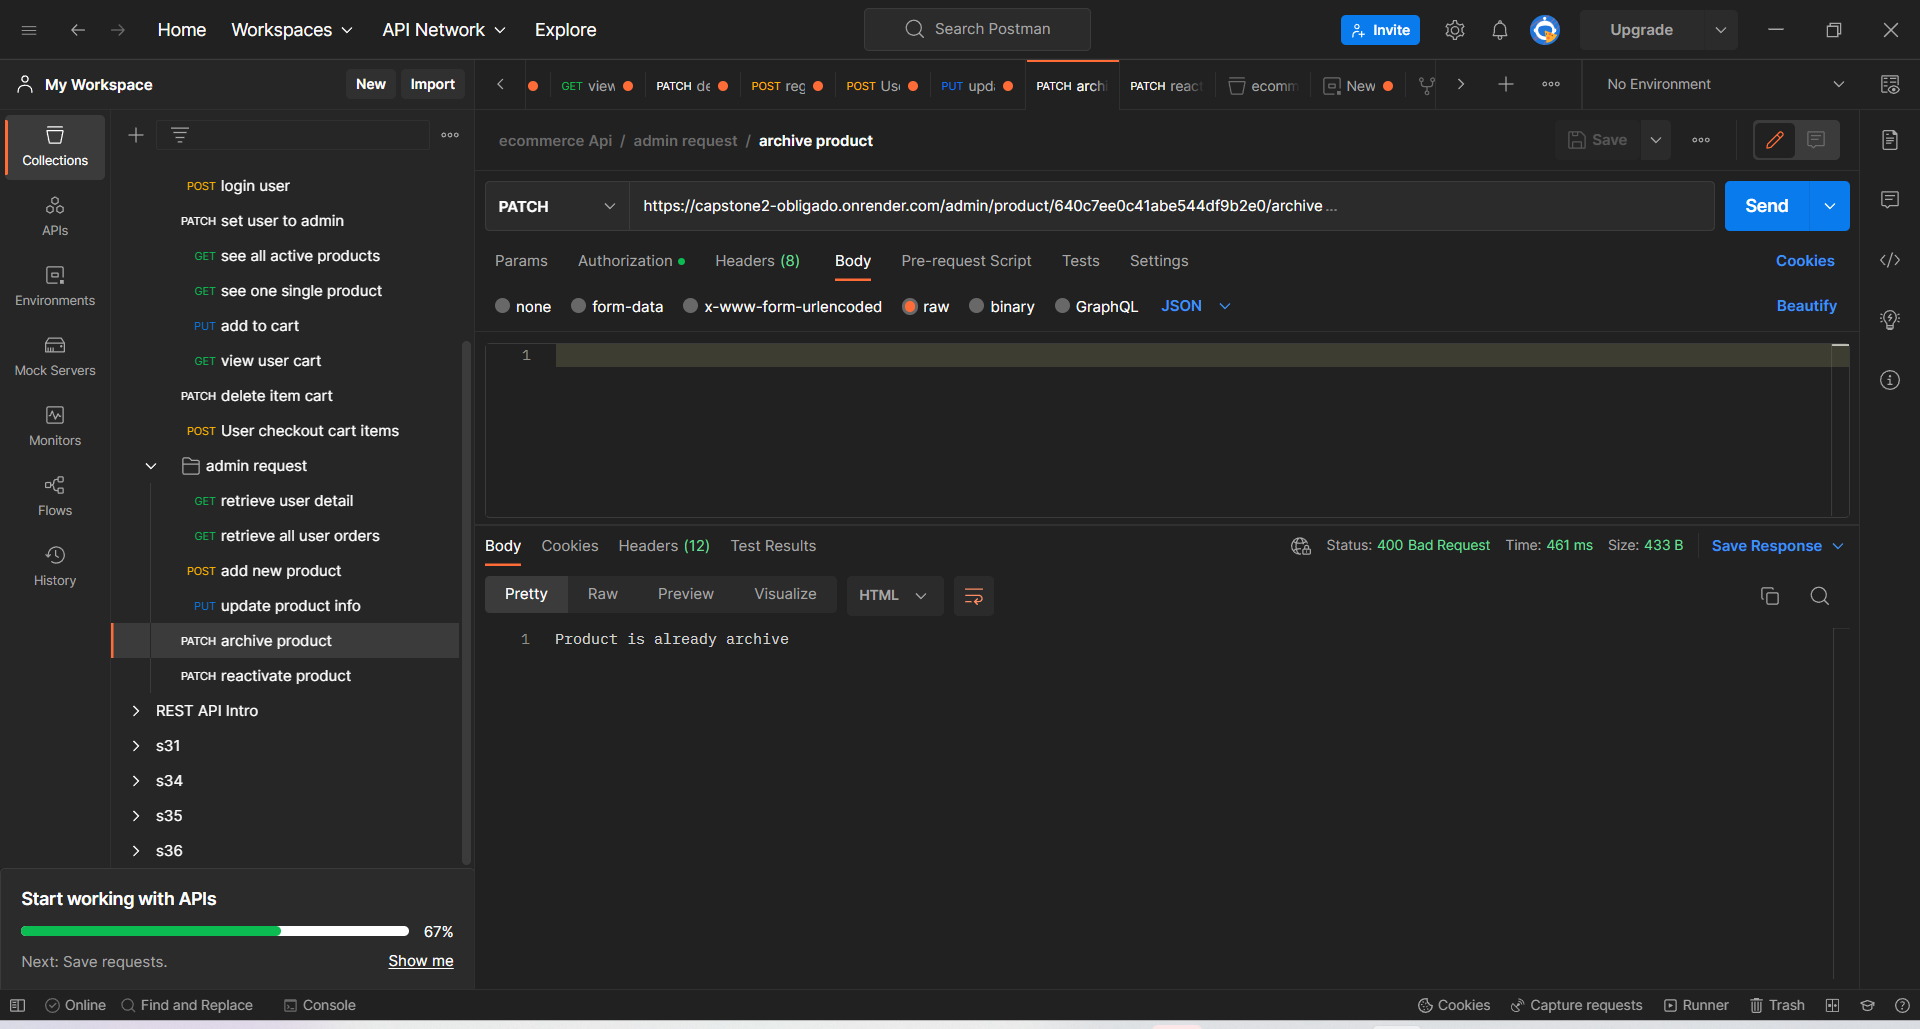 Home
Workspaces
API Network
Explore
Search Postman
Invite
Upgrade
My Workspace
New
Import
GET view
PATCH de
POST reg
POST Us
PUT upd
PATCH archi
PATCH react
ecomm
New
No Environment
Collections
APIs
Environments
Mock Servers
Monitors
Flows
History
POST login user
PATCH set user to admin
GET see all active products
GET see one single product
PUT add to cart
GET view user cart
PATCH delete item cart
POST User checkout cart items
admin request
GET retrieve user detail
GET retrieve all user orders
POST add new product
PUT update product info
PATCH archive product
PATCH reactivate product
REST API Intro
s31
s34
s35
s36
Start working with APIs
67%
Next: Save requests.
Show me
ecommerce Api / admin request / archive product
Save
PATCH
https://capstone2-obligado.onrender.com/admin/product/640c7ee0c41abe544df9b2e0/archive ...
Send
Params
Authorization
Headers (8)
Body
Pre-request Script
Tests
Settings
Cookies
none
form-data
x-www-form-urlencoded
raw
binary
GraphQL
JSON
Beautify
1
Body
Cookies
Headers (12)
Test Results
Status: 400 Bad Request
Time: 461 ms
Size: 433 B
Save Response
Pretty
Raw
Preview
Visualize
HTML
1 Product is already archive
Online
Find and Replace
Console
Cookies
Capture requests
Runner
Trash